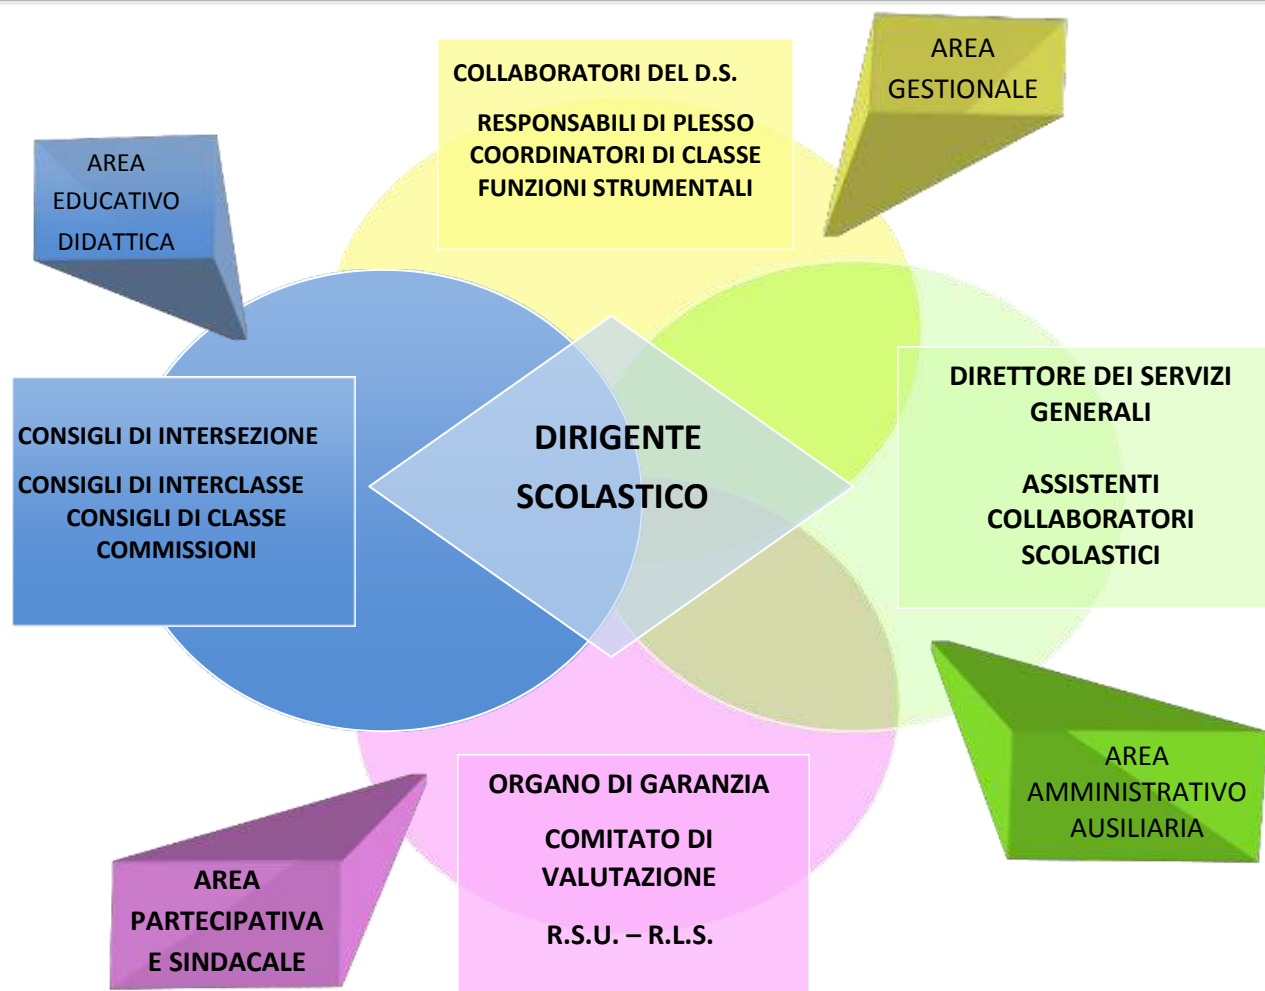 AREA
GESTIONALE
COLLABORATORI DEL D.S.
RESPONSABILI DI PLESSO
COORDINATORI DI CLASSE
FUNZIONI STRUMENTALI
AREA
EDUCATIVO
DIDATTICA
CONSIGLI DI INTERSEZIONE
CONSIGLI DI INTERCLASSE
CONSIGLI DI CLASSE
COMMISSIONI
DIRIGENTE
SCOLASTICO
DIRETTORE DEI SERVIZI
GENERALI
ASSISTENTI
COLLABORATORI
SCOLASTICI
AREA
AMMINISTRATIVO
AUSILIARIA
ORGANO DI GARANZIA
COMITATO DI
VALUTAZIONE
R.S.U. – R.L.S.
AREA
PARTECIPATIVA
E SINDACALE